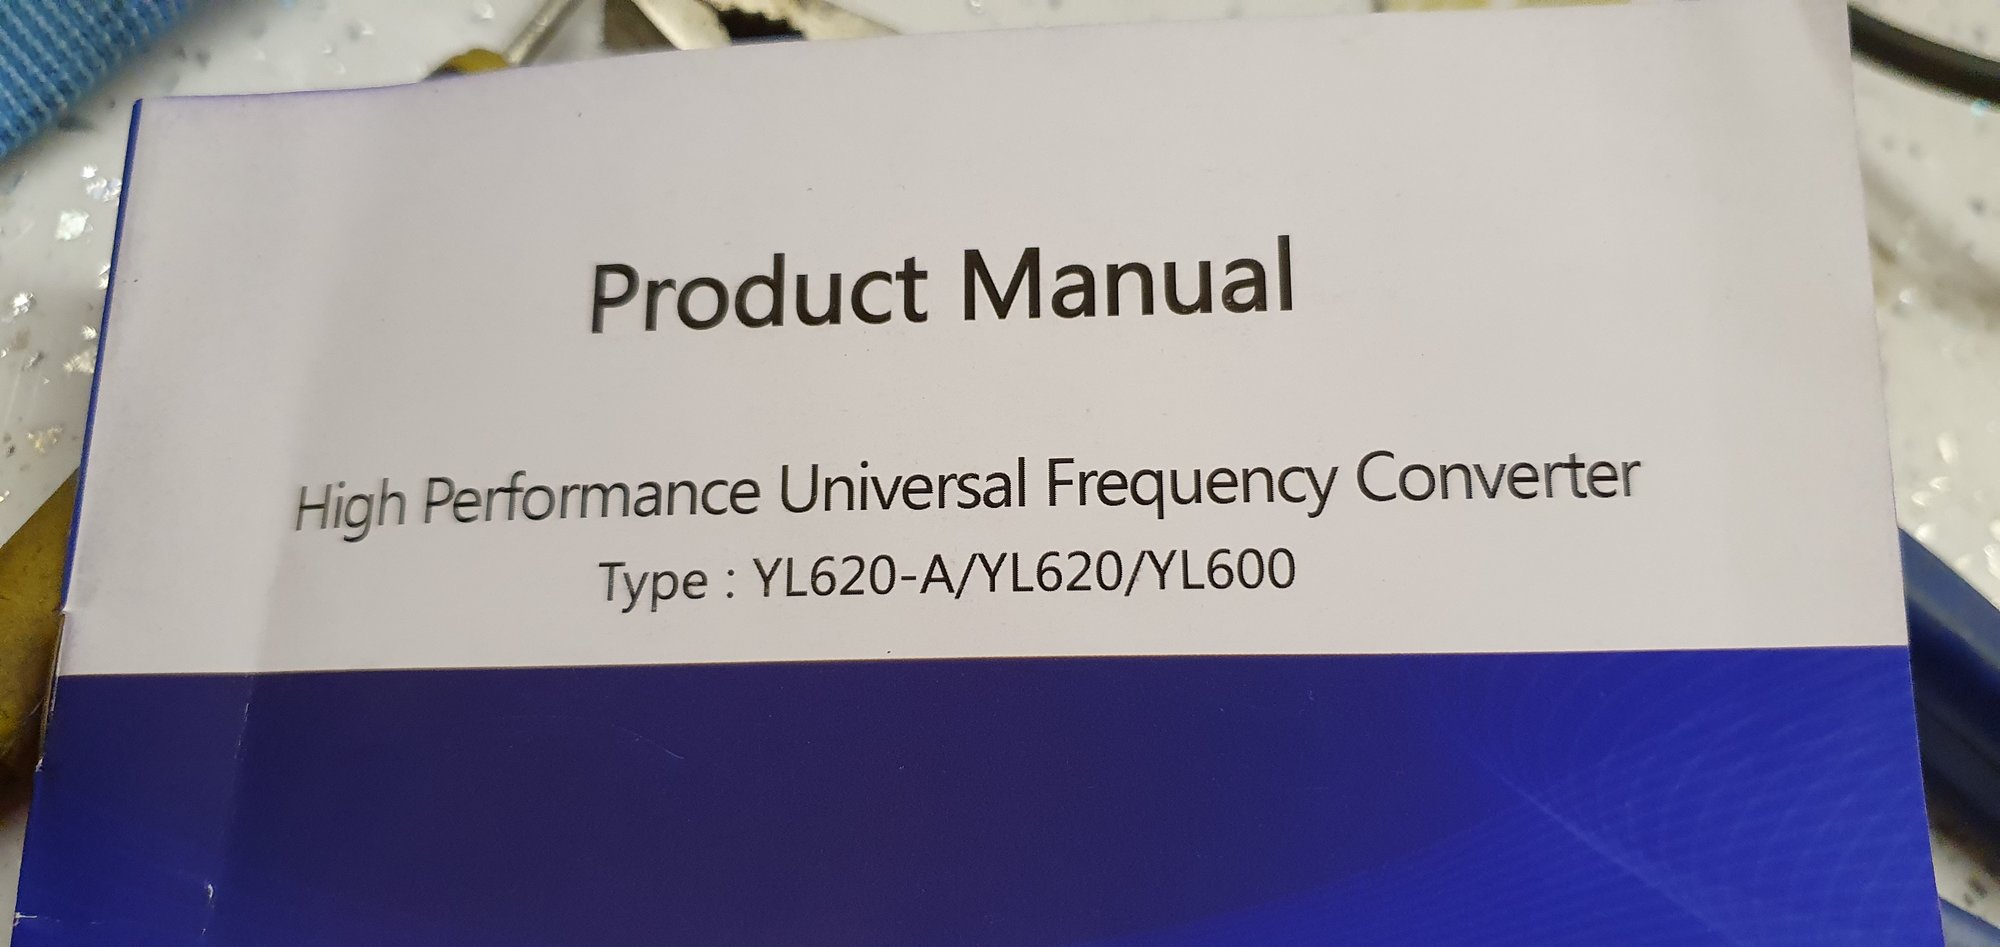 Product Manual
High Performance Universal Frequency Converter
Type : YL620-A/YL620/YL600